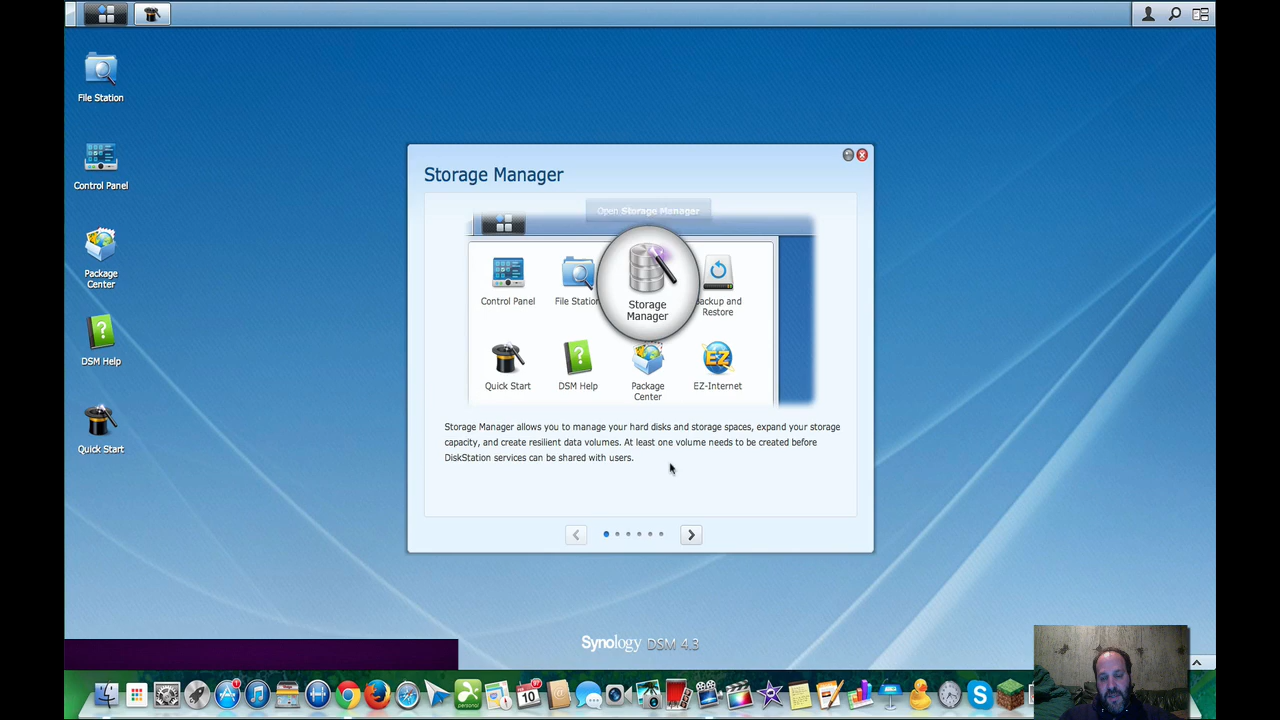 File Station
Control Panel
Package
Center
DSM Help
Quick Start
Storage Manager
Open Storage Manager
Control Panel
File Station
Storage
Manager
Backup and
Restore
Quick Start
DSM Help
Package
Center
EZ
EZ-Internet
Storage Manager allows you to manage your hard disks and storage spaces, expand your storage
capacity, and create resilient data volumes. At least one volume needs to be created before
DiskStation services can be shared with users.
Synology DSM 4.3
personal
10